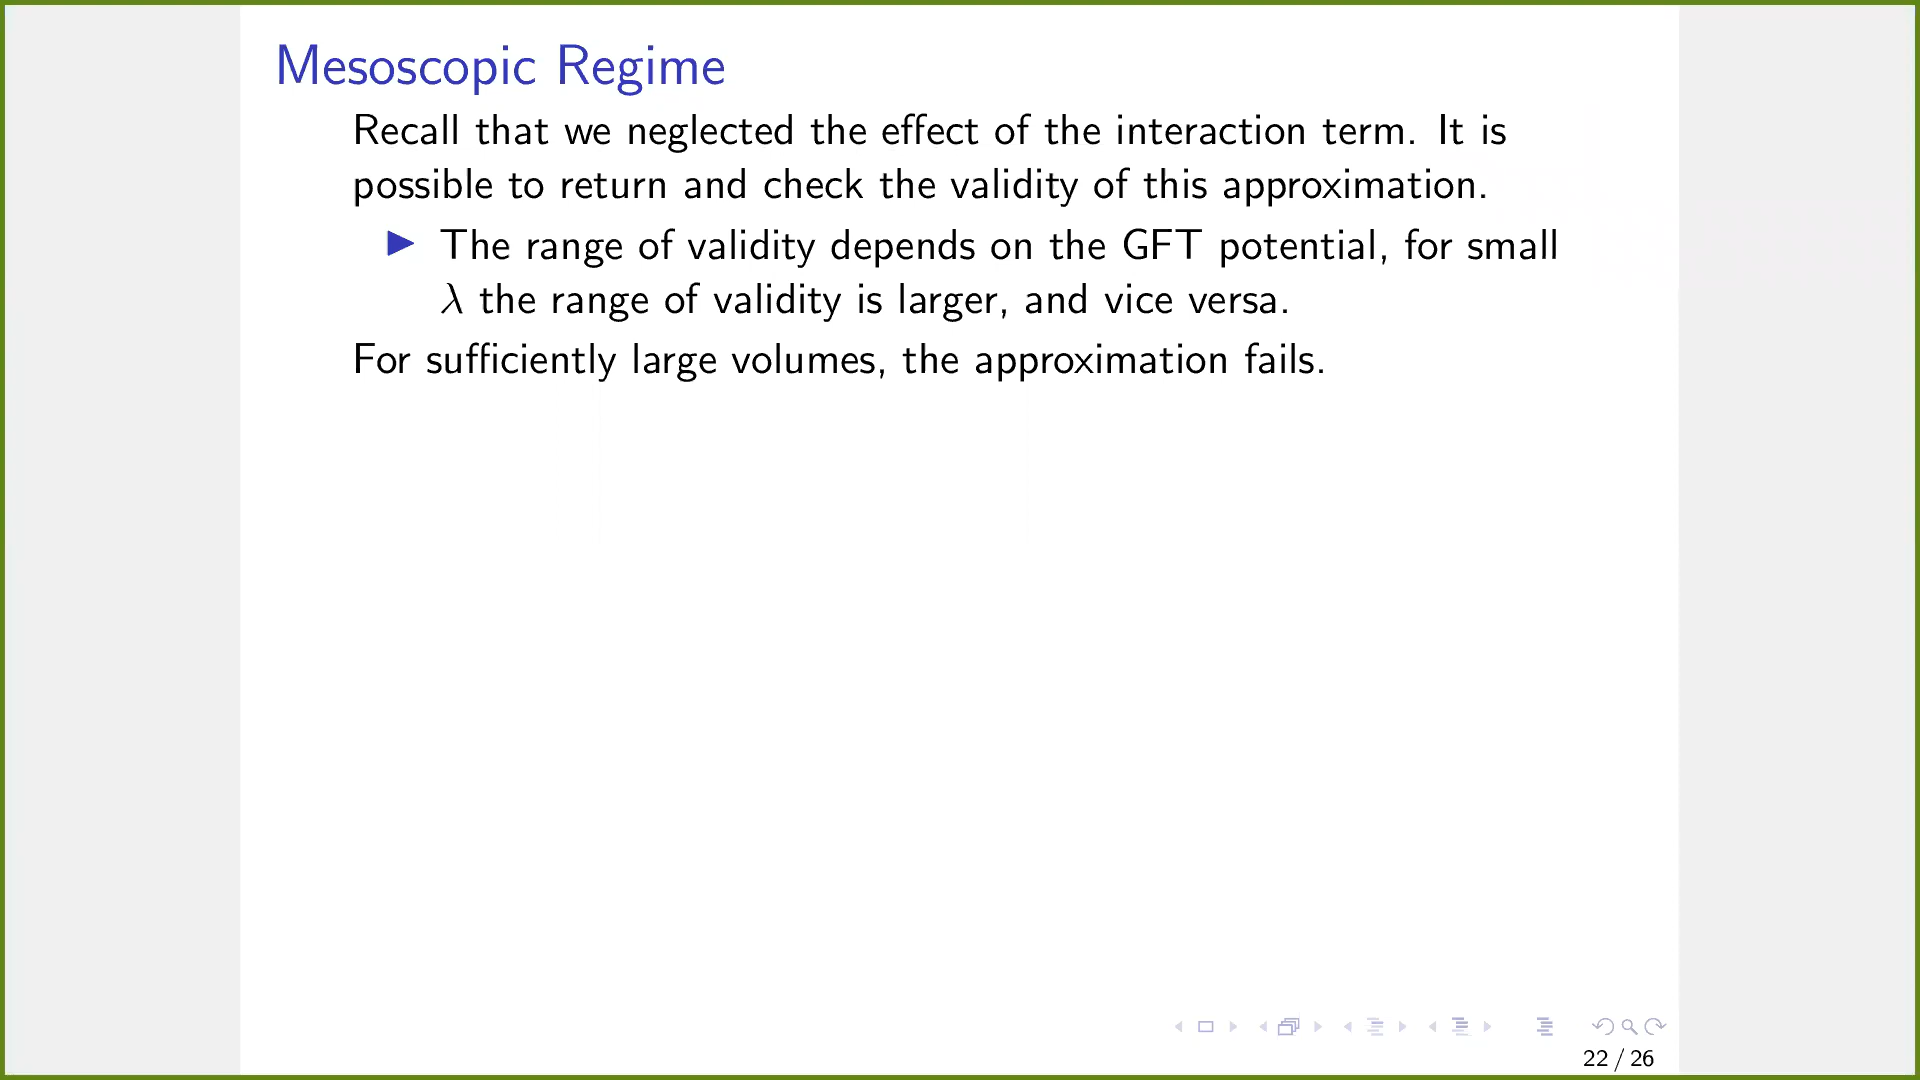 Mesoscopic Regime
Recall that we neglected the effect of the interaction term. It is
possible to return and check the validity of this approximation.
▶ The range of validity depends on the GFT potential, for small
λ the range of validity is larger, and vice versa.
For sufficiently large volumes, the approximation fails.
22 / 26